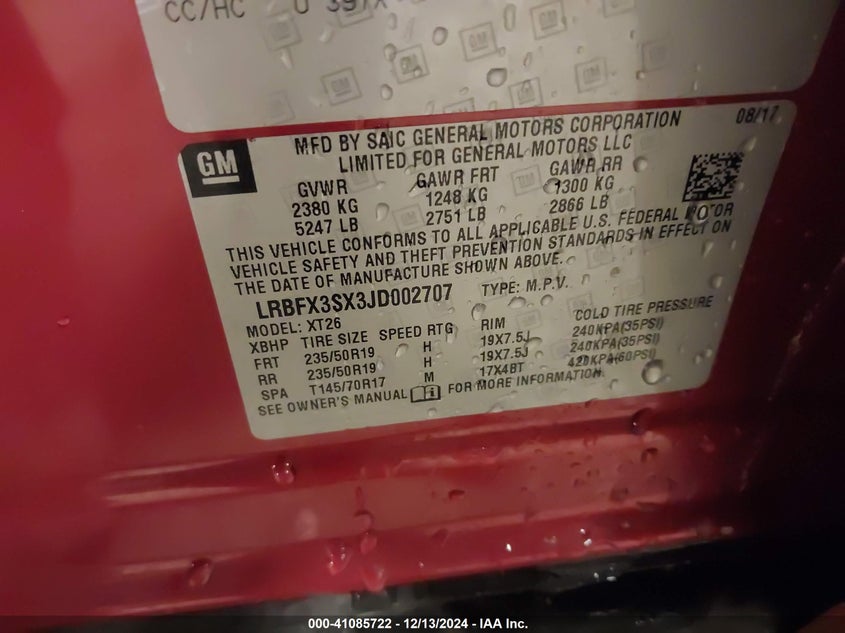 CC/HC U 397X
GM
08/17
MFD BY SAIC GENERAL MOTORS CORPORATION
LIMITED FOR GENERAL MOTORS LLC
GVWR GAWR FRT GAWR RR
2380 KG 1248 KG 1300 KG
5247 LB 2751 LB 2866 LB
THIS VEHICLE CONFORMS TO ALL APPLICABLE U.S. FEDERAL MOTOR
VEHICLE SAFETY AND THEFT PREVENTION STANDARDS IN EFFECT ON
THE DATE OF MANUFACTURE SHOWN ABOVE.
LRBFX3SX3JD002707 TYPE: M.P.V.
MODEL: XT26
XBHP TIRE SIZE SPEED RTG RIM COLD TIRE PRESSURE
FRT 235/50R19 H 19X7.5J 240KPA(35PSI)
RR 235/50R19 H 19X7.5J 240KPA(35PSI)
SPA T145/70R17 M 17X4BT 420KPA(60PSI)
SEE OWNER'S MANUAL FOR MORE INFORMATION.
000-41085722 - 12/13/2024 - IAA Inc.